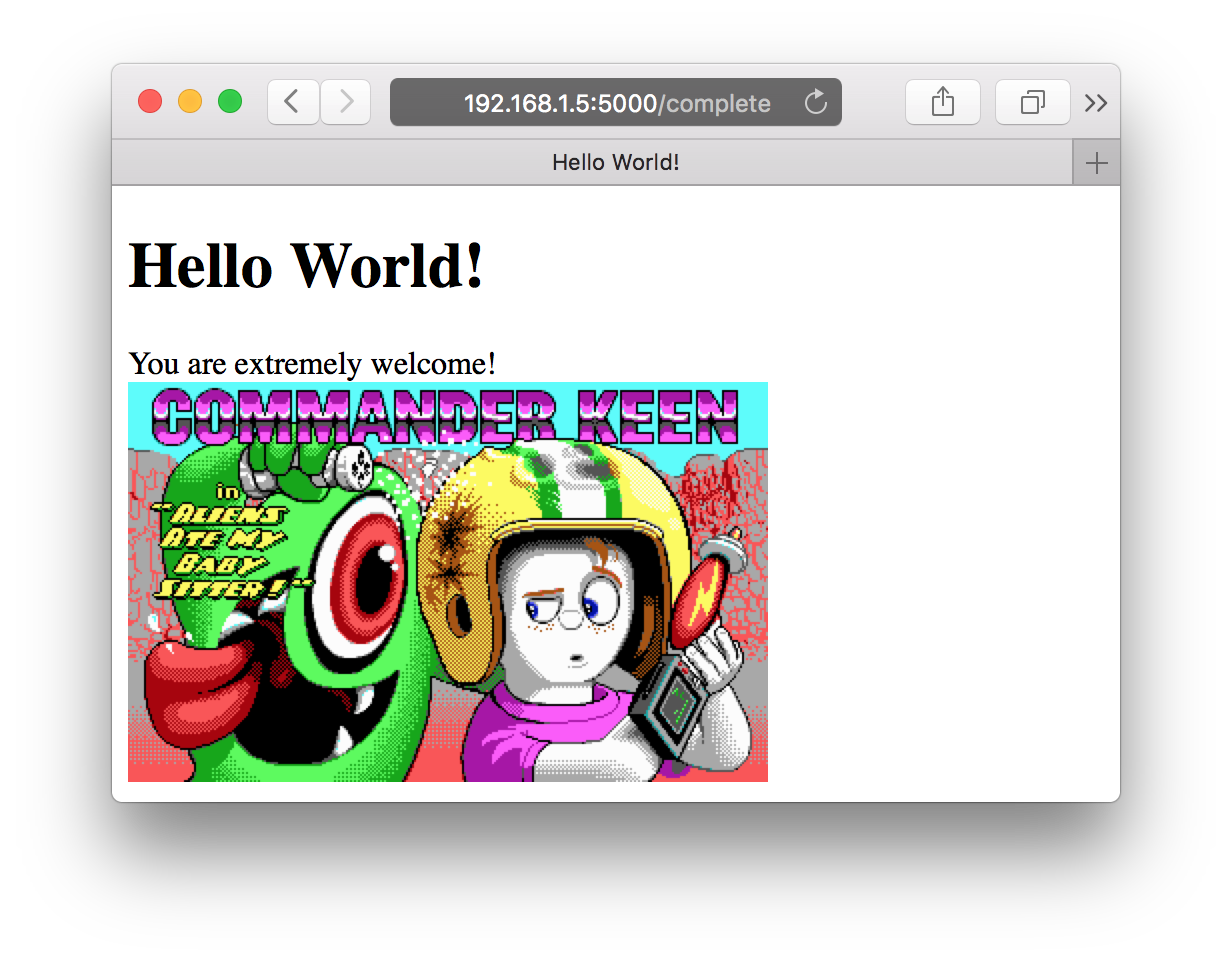 192.168.1.5:5000/complete
Hello World!
Hello World!
You are extremely welcome!
COMMANDER KEEN
in
"ALIENS
ATE MY
BABY
SITTER!"